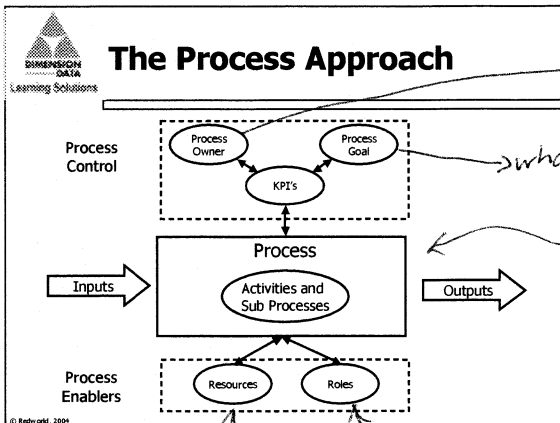 DIMENSION
DATA
Learning Solutions
The Process Approach
Process
Control
Process
Owner
Process
Goal
KPI's
Process
Activities and
Sub Processes
Inputs
Outputs
Process
Enablers
Resources
Roles
© Redworld, 2004